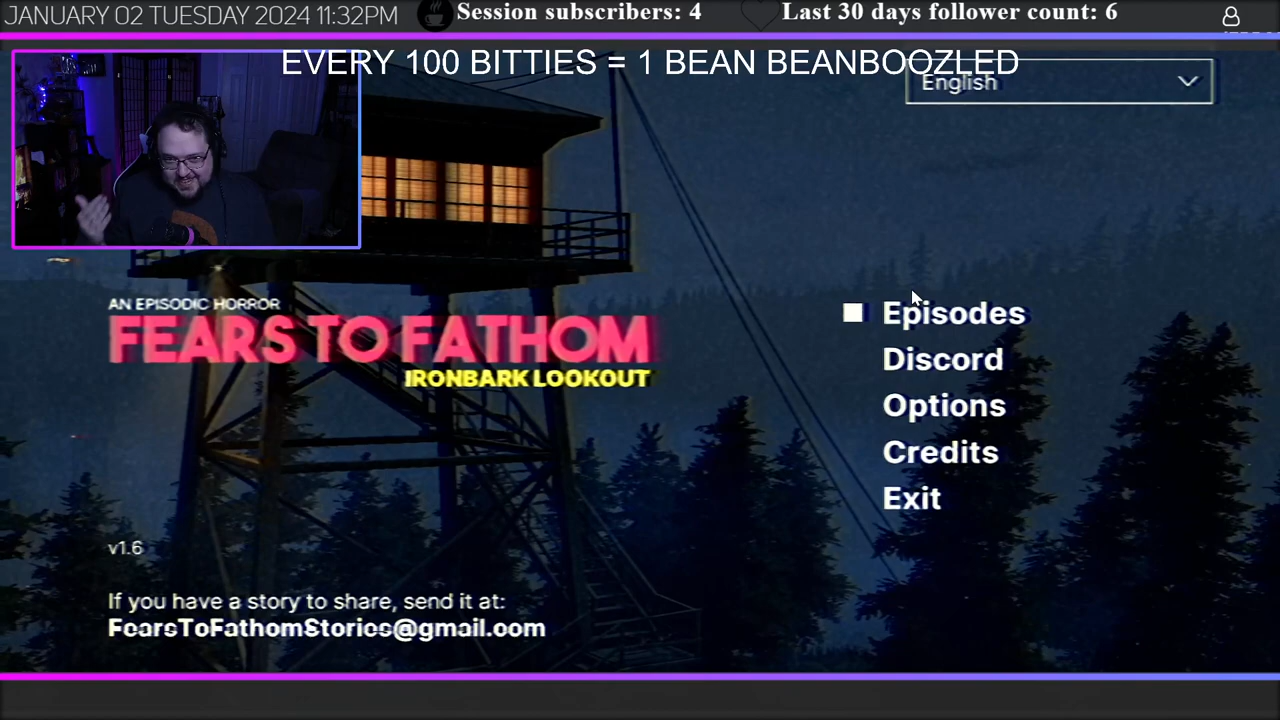 JANUARY 02 TUESDAY 2024 11:32PM
Session subscribers: 4
Last 30 days follower count: 6
EVERY 100 BITTIES = 1 BEAN BEANBOOZLED
English
AN EPISODIC HORROR
FEARS TO FATHOM
IRONBARK LOOKOUT
Episodes
Discord
Options
Credits
Exit
v1.6
If you have a story to share, send it at:
FearsToFathomStories@gmail.com